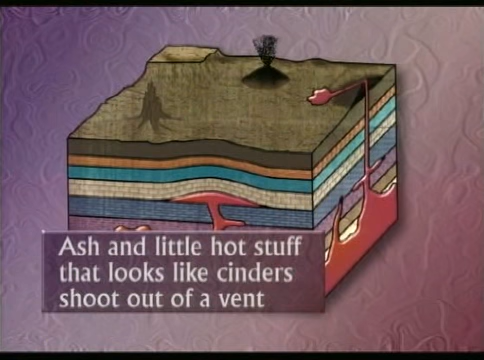 Ash and little hot stuff
that looks like cinders
shoot out of a vent